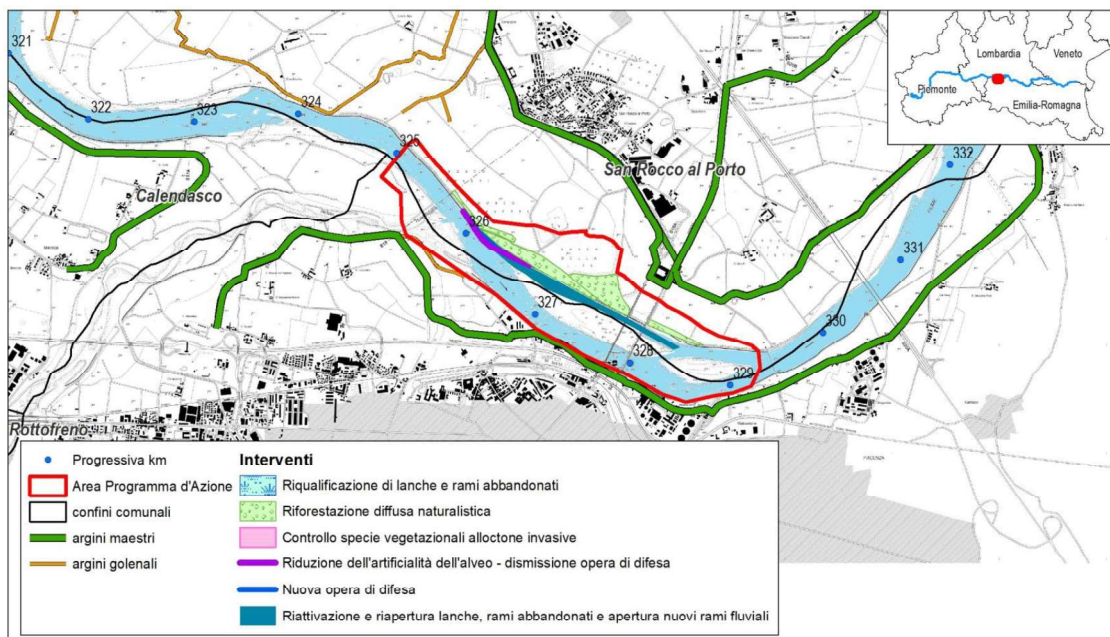 321
322
323
324
325
326
327
328
329
330
331
332
Calendasco
San Rocco al Porto
Rottofreno
PIACENZA
Lombardia
Veneto
Piemonte
Emilia-Romagna
Progressiva km
Area Programma d'Azione
confini comunali
argini maestri
argini golenali
Interventi
Riqualificazione di lanche e rami abbandonati
Riforestazione diffusa naturalistica
Controllo specie vegetazionali alloctone invasive
Riduzione dell'artificialità dell'alveo - dismissione opera di difesa
Nuova opera di difesa
Riattivazione e riapertura lanche, rami abbandonati e apertura nuovi rami fluviali